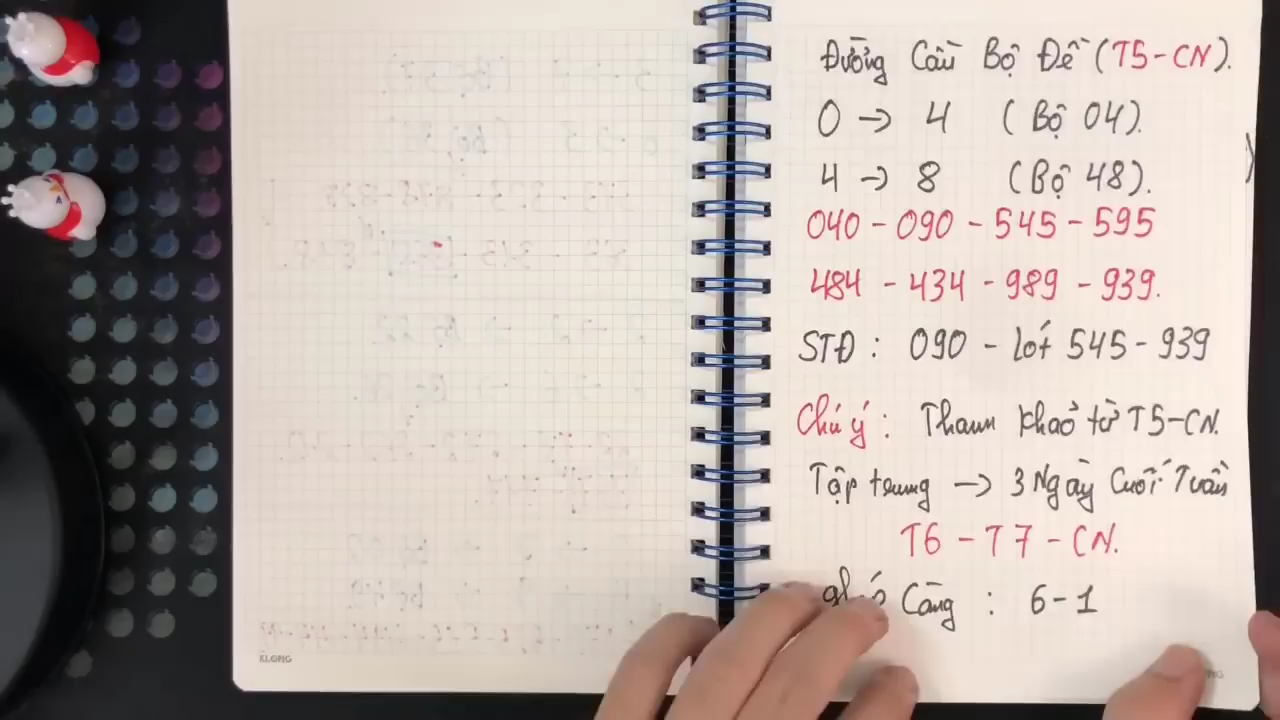 Đường Cầu Bộ Đề (T5-CN).
0 → 4 (Bộ 04).
4 → 8 (Bộ 48).
040 - 090 - 545 - 595
484 - 434 - 989 - 939.
STĐ: 090 - lót 545 - 939
Chú ý: Tham khảo từ T5-CN.
Tập trung → 3 Ngày Cuối Tuần
T6 - T7 - CN.
Càng : 6-1
KLONG